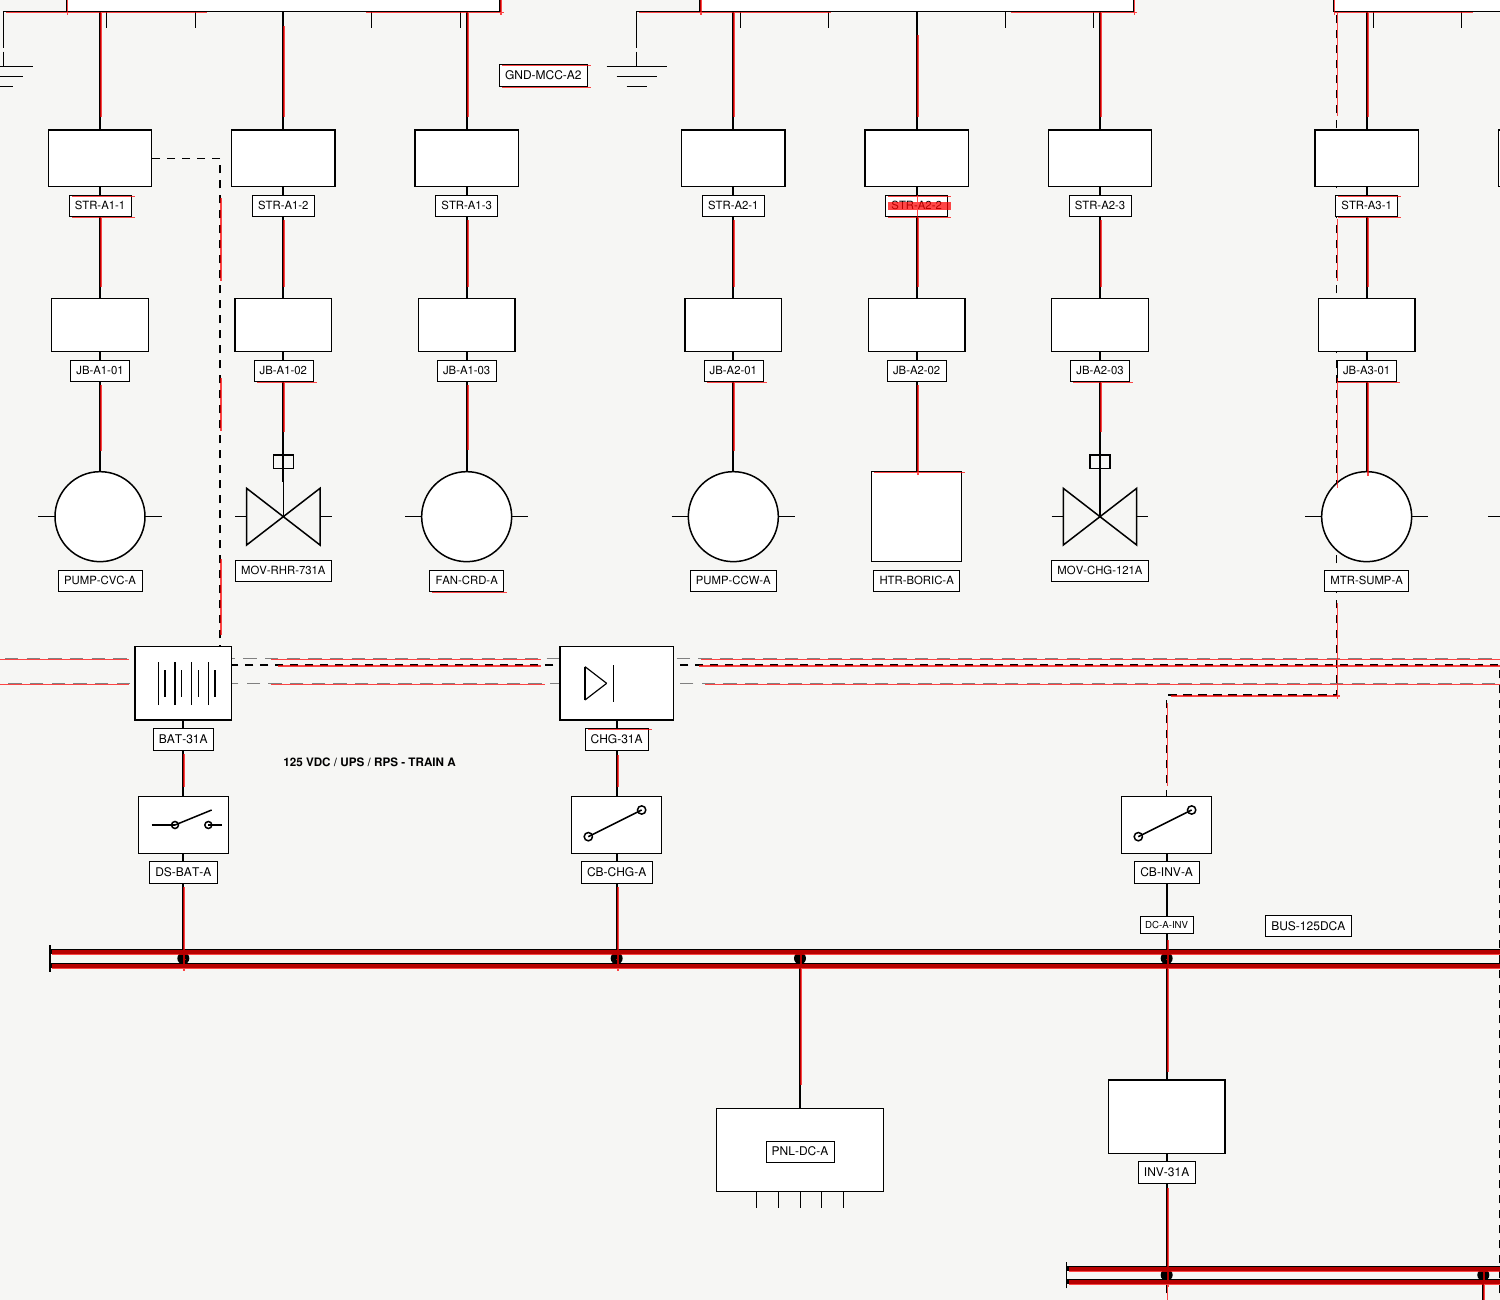 GND-MCC-A2
STR-A1-1
STR-A1-2
STR-A1-3
STR-A2-1
STR-A2-2
STR-A2-3
STR-A3-1
JB-A1-01
JB-A1-02
JB-A1-03
JB-A2-01
JB-A2-02
JB-A2-03
JB-A3-01
PUMP-CVC-A
MOV-RHR-731A
FAN-CRD-A
PUMP-CCW-A
HTR-BORIC-A
MOV-CHG-121A
MTR-SUMP-A
BAT-31A
CHG-31A
125 VDC / UPS / RPS - TRAIN A
DS-BAT-A
CB-CHG-A
CB-INV-A
DC-A-INV
BUS-125DCA
PNL-DC-A
INV-31A